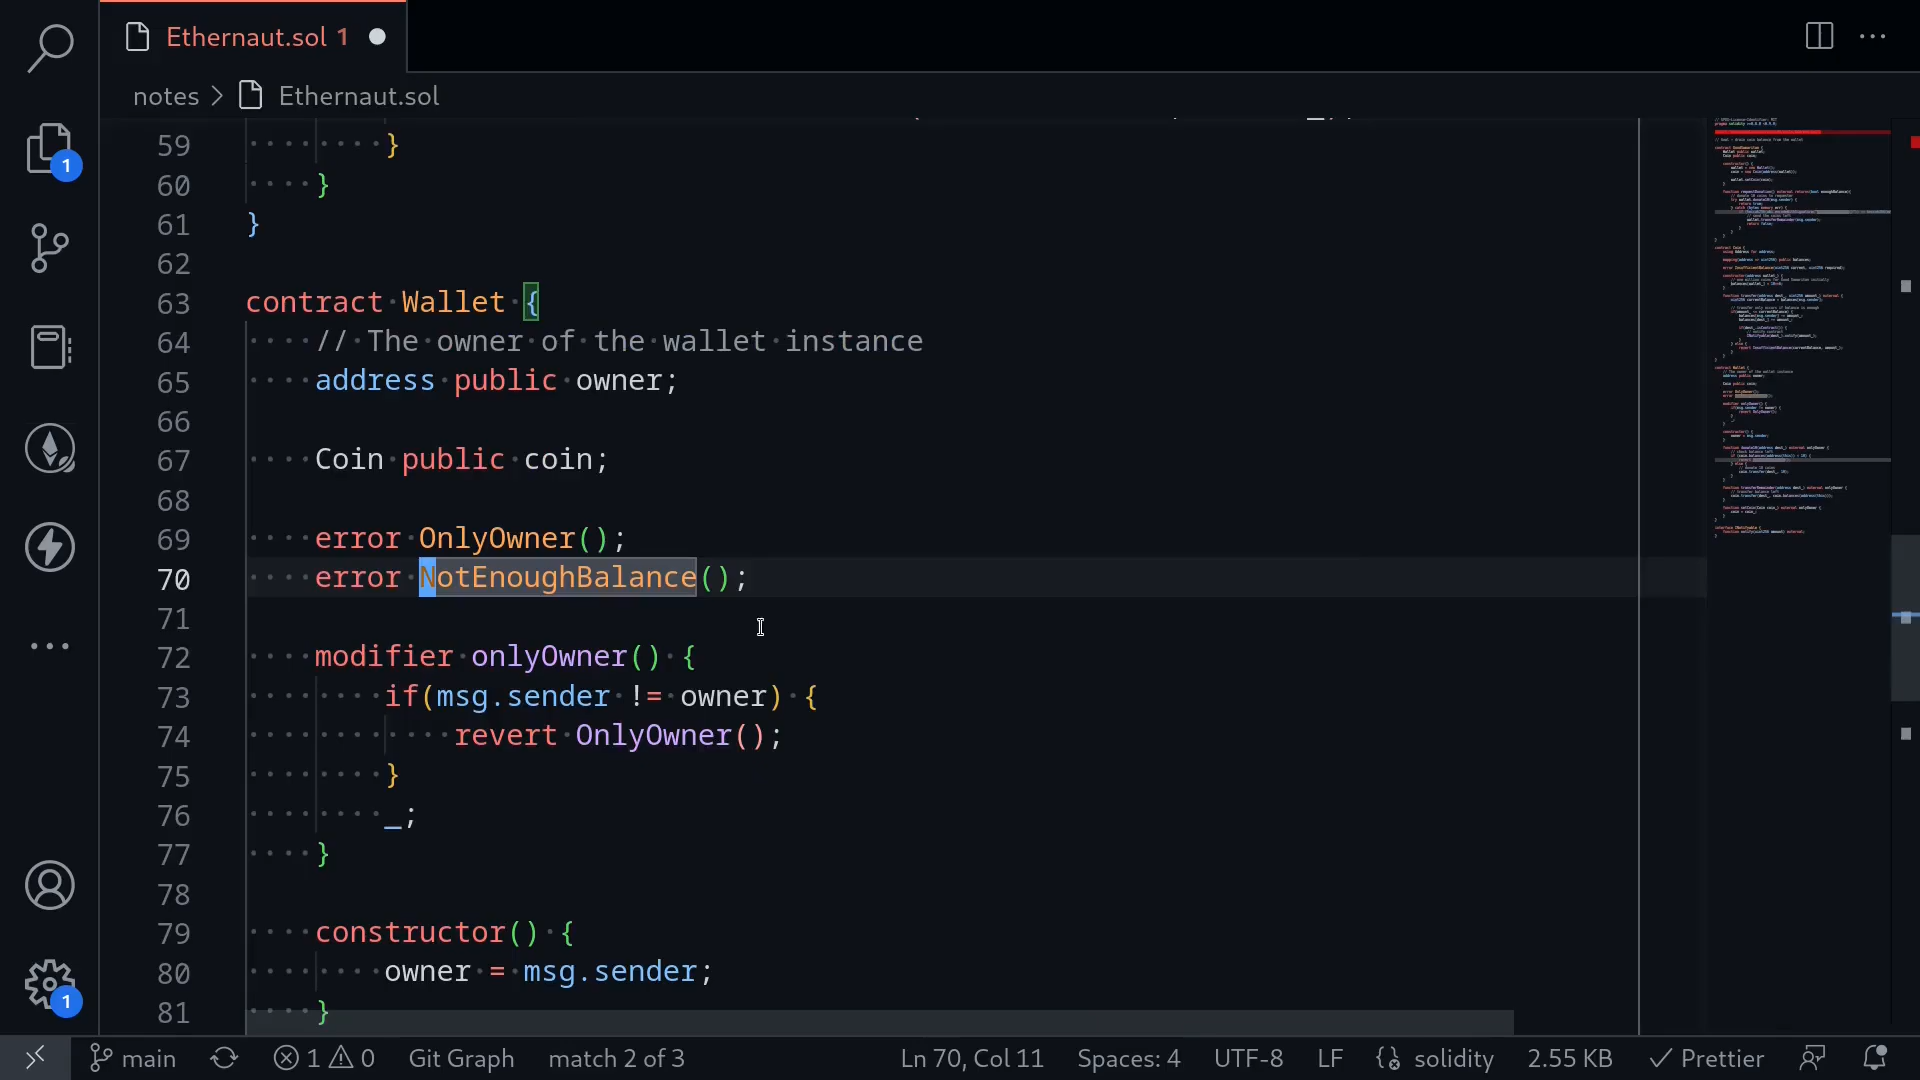 Ethernaut.sol 1
notes > Ethernaut.sol
59 }
60 }
61 }
62
63 contract Wallet {
64 // The owner of the wallet instance
65 address public owner;
66
67 Coin public coin;
68
69 error OnlyOwner();
70 error NotEnoughBalance();
71
72 modifier onlyOwner() {
73 if(msg.sender != owner) {
74 revert OnlyOwner();
75 }
76 _;
77 }
78
79 constructor() {
80 owner = msg.sender;
81 }
1
1
main 1 0 Git Graph match 2 of 3 Ln 70, Col 11 Spaces: 4 UTF-8 LF solidity 2.55 KB Prettier